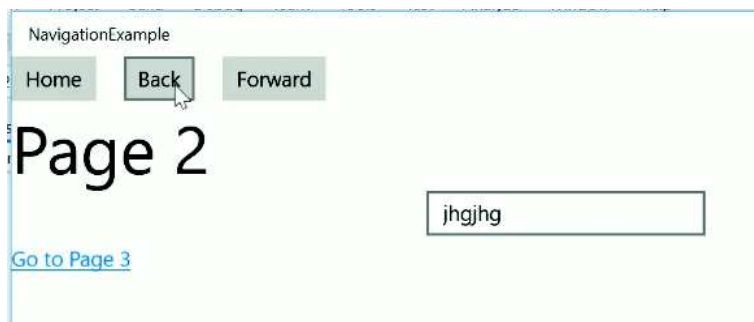 NavigationExample
Home Back Forward
Page 2
jhgjhg
Go to Page 3